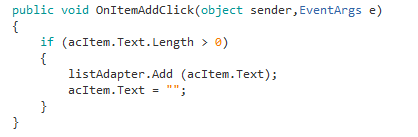 public void OnItemAddClick(object sender,EventArgs e)
{
    if (acItem.Text.Length > 0)
    {
        listAdapter.Add (acItem.Text);
        acItem.Text = "";
    }
}